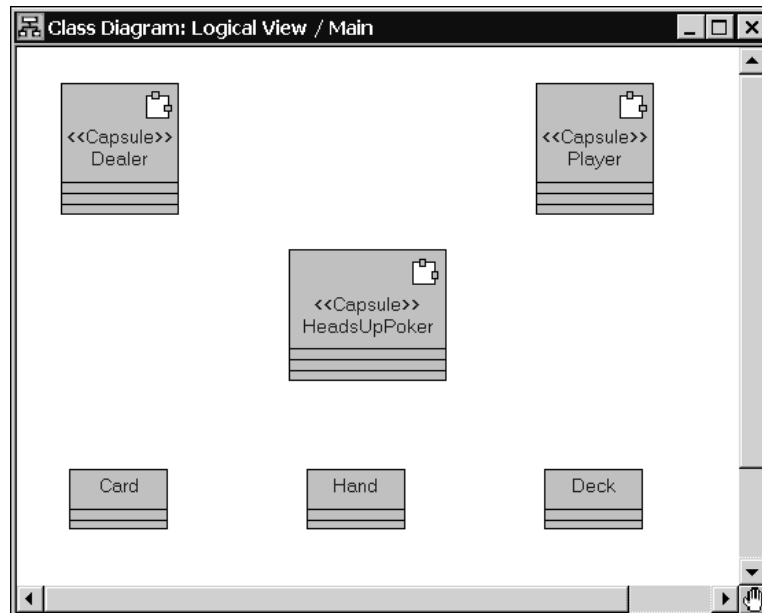 Class Diagram: Logical View / Main
<<Capsule>>
Dealer
<<Capsule>>
Player
<<Capsule>>
HeadsUpPoker
Card
Hand
Deck